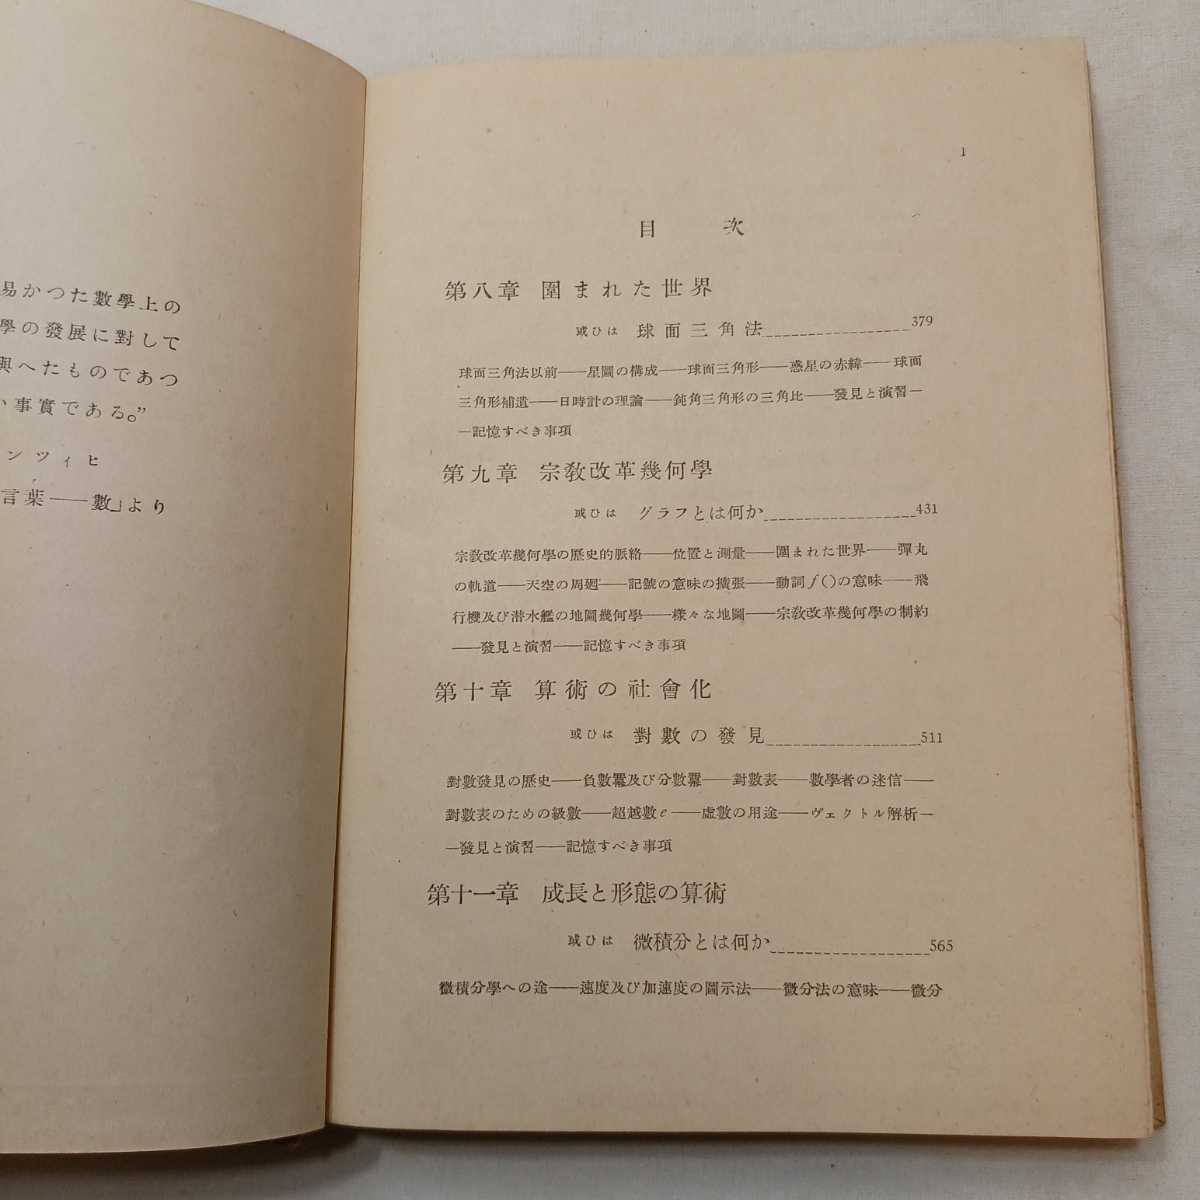 易かつた數學上の
學の發展に對して
與へたものであつ
い事實である。”
ンツィヒ
言葉——數」より
1
目 次
第八章 圍まれた世界
或ひは 球面三角法 379
球面三角法以前——星圖の構成——球面三角形——惑星の赤緯——球面
三角形補遺——日時計の理論——鈍角三角形の三角比——發見と演習—
—記憶すべき事項
第九章 宗教改革幾何學
或ひは グラフとは何か 431
宗教改革幾何學の歷史的脈絡——位置と測量——圍まれた世界——彈丸
の軌道——天空の周廻——記號の意味の擴張——動詞 f()の意味——飛
行機及び潜水艦の地圖幾何學——樣々な地圖——宗教改革幾何學の制約
——發見と演習——記憶すべき事項
第十章 算術の社會化
或ひは 對數の發見 511
對數發見の歷史——負數冪及び分數冪——對數表——數學者の迷信——
對數表のための級數——超越數 e——虛數の用途——ヴェクトル解析—
—發見と演習——記憶すべき事項
第十一章 成長と形態の算術
或ひは 微積分とは何か 565
微積分學への途——速度及び加速度の圖示法——微分法の意味——微分